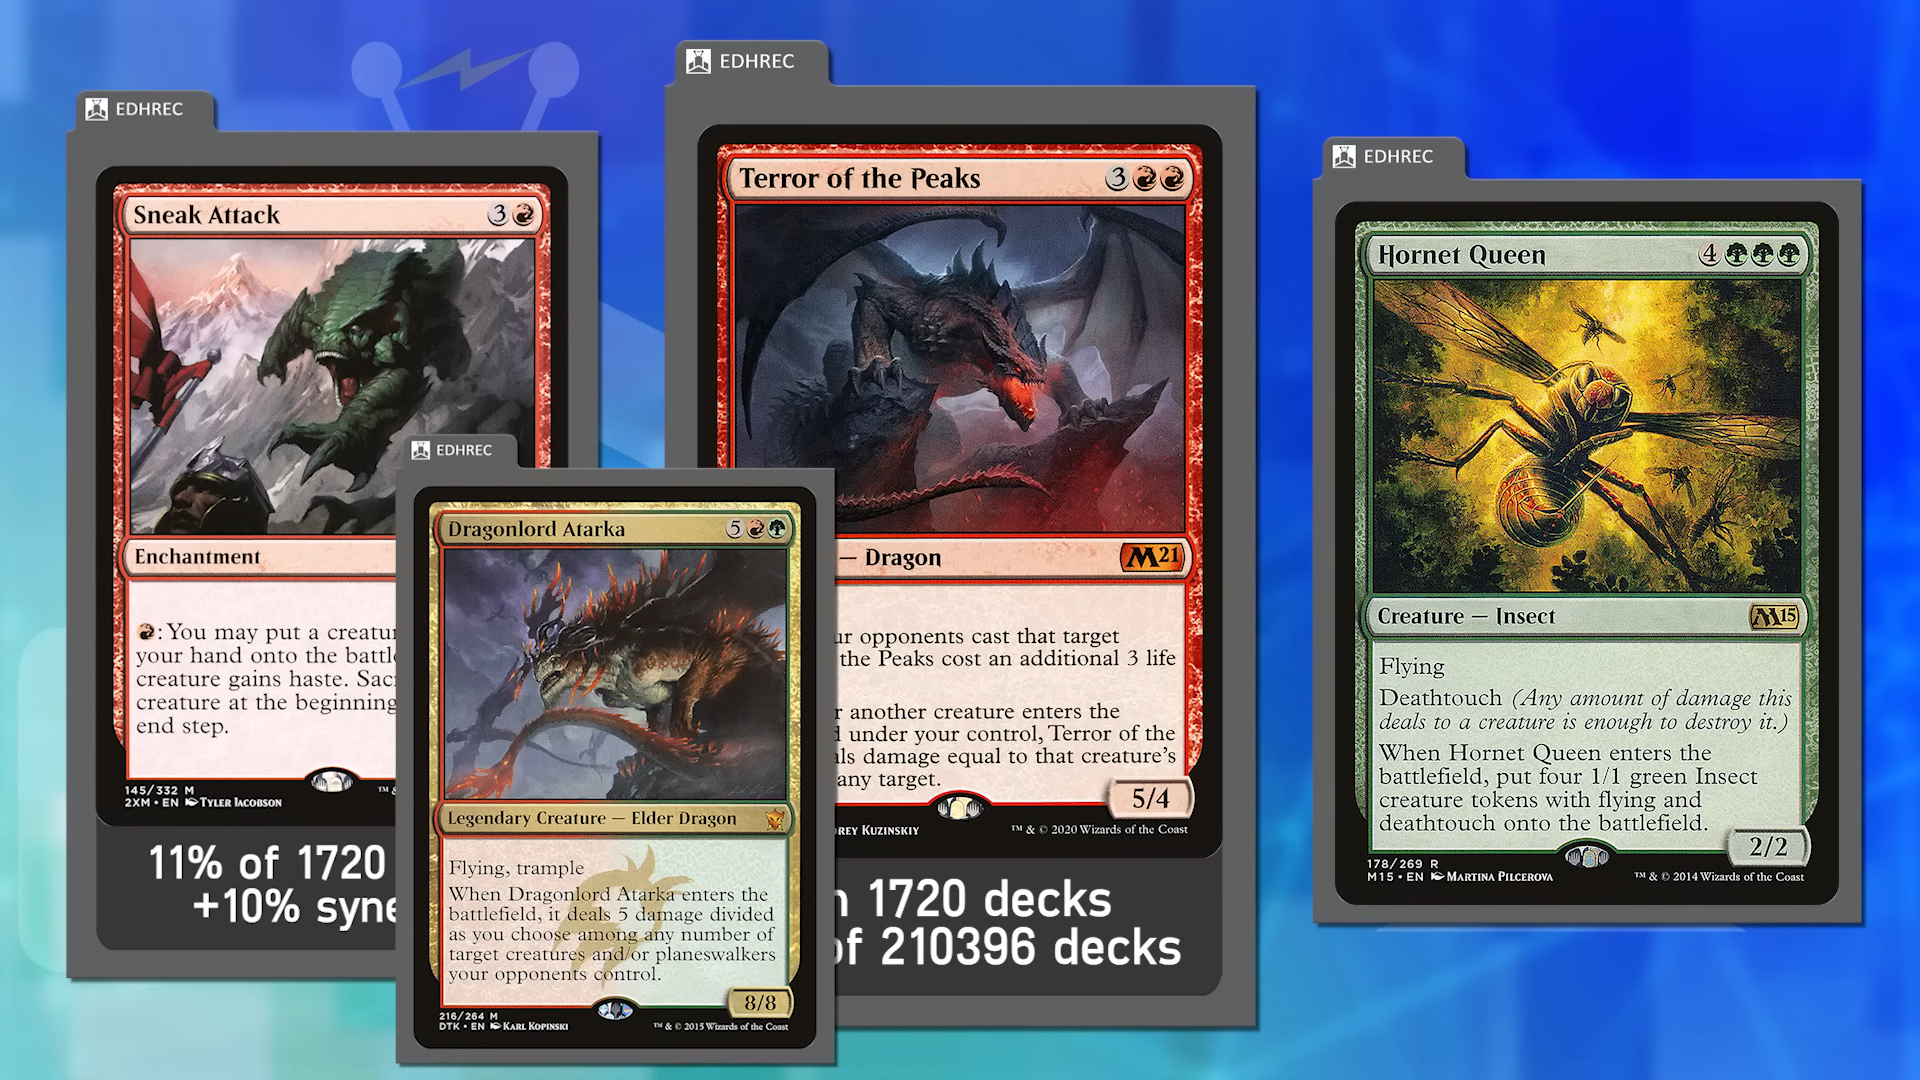 EDHREC
Sneak Attack 3
Enchantment
: You may put a
your hand onto the
creature gains haste.
creature at the beginning
end step.
145/332 M
2XM • EN Tyler Jacobson
™ &
11% of 1720
+10%
EDHREC
Dragonlord Atarka 5
Legendary Creature — Elder Dragon
Flying, trample
When Dragonlord Atarka enters the
battlefield, it deals 5 damage divided
as you choose among any number of
target creatures and/or planeswalkers
your opponents control.
8/8
216/264 M
DTK • EN Karl Kopinski
™ & © 2015 Wizards of the Coast
EDHREC
Terror of the Peaks 3
— Dragon
M21
opponents cast that target
the Peaks cost an additional 3 life
another creature enters the
under your control, Terror of the
damage equal to that creature's
any target.
5/4
Kuzinskiy
™ & © 2020 Wizards of the Coast
1720 decks
of 210396 decks
EDHREC
Hornet Queen 4
Creature — Insect
M15
Flying
Deathtouch (Any amount of damage this
deals to a creature is enough to destroy it.)
When Hornet Queen enters the
battlefield, put four 1/1 green Insect
creature tokens with flying and
deathtouch onto the battlefield.
2/2
178/269 R
M15 • EN Martina Pilcerova
™ & © 2014 Wizards of the Coast